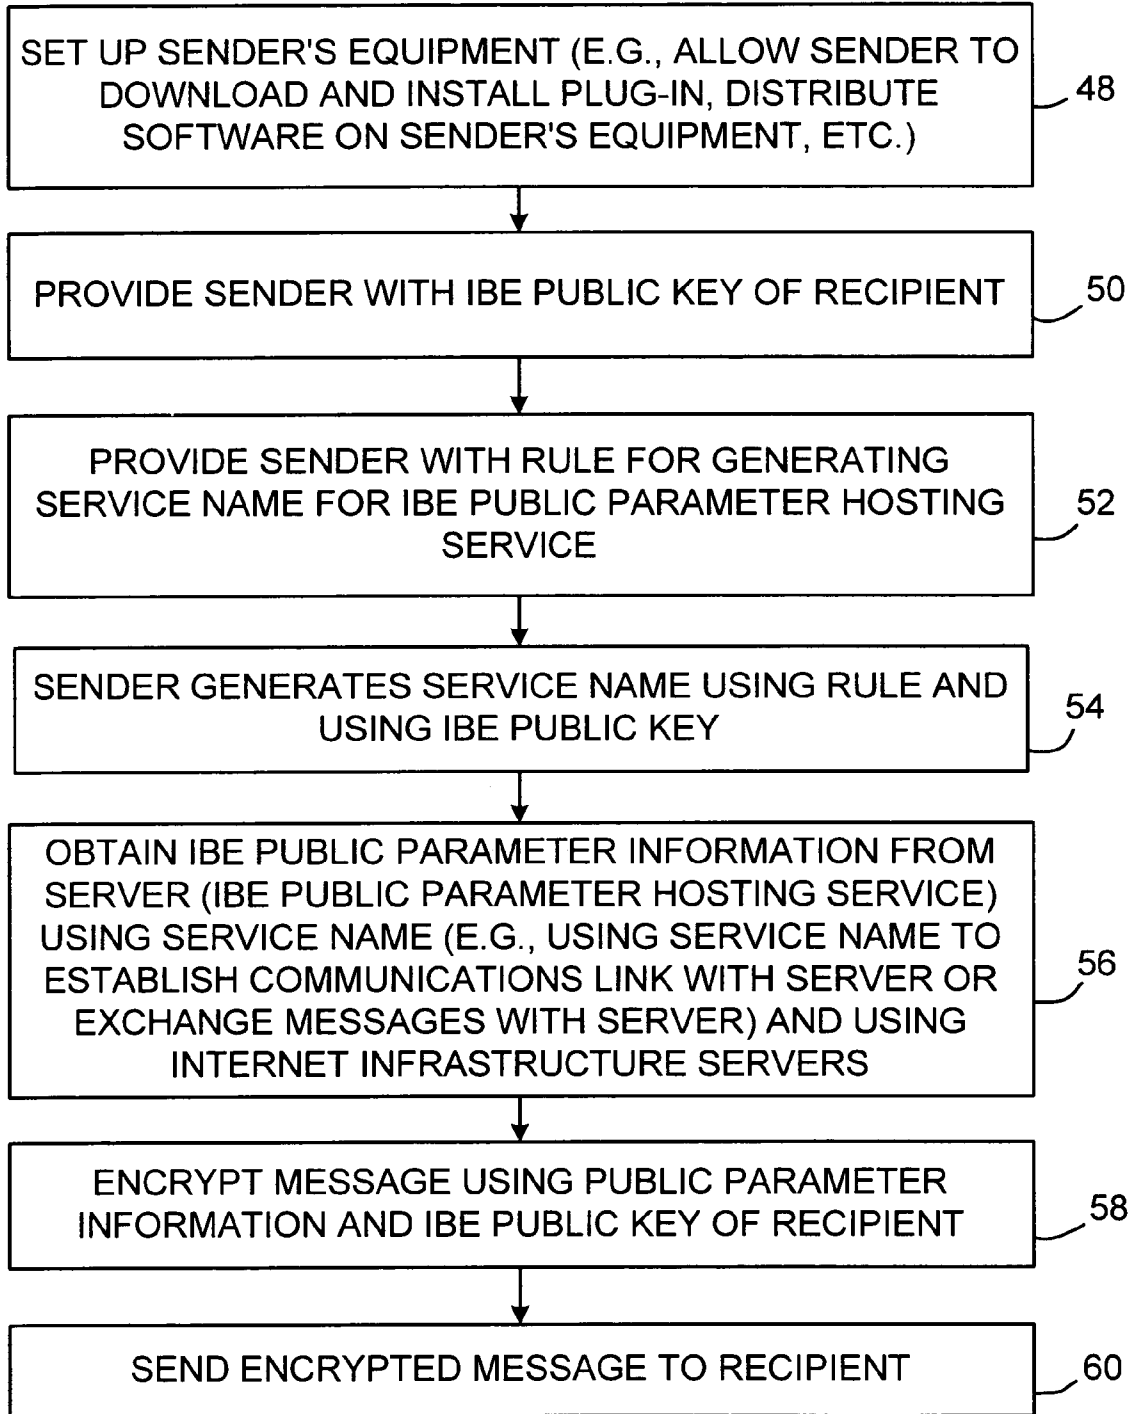 SET UP SENDER'S EQUIPMENT (E.G., ALLOW SENDER TO
DOWNLOAD AND INSTALL PLUG-IN, DISTRIBUTE
SOFTWARE ON SENDER'S EQUIPMENT, ETC.)
48
PROVIDE SENDER WITH IBE PUBLIC KEY OF RECIPIENT
50
PROVIDE SENDER WITH RULE FOR GENERATING
SERVICE NAME FOR IBE PUBLIC PARAMETER HOSTING
SERVICE
52
SENDER GENERATES SERVICE NAME USING RULE AND
USING IBE PUBLIC KEY
54
OBTAIN IBE PUBLIC PARAMETER INFORMATION FROM
SERVER (IBE PUBLIC PARAMETER HOSTING SERVICE)
USING SERVICE NAME (E.G., USING SERVICE NAME TO
ESTABLISH COMMUNICATIONS LINK WITH SERVER OR
EXCHANGE MESSAGES WITH SERVER) AND USING
INTERNET INFRASTRUCTURE SERVERS
56
ENCRYPT MESSAGE USING PUBLIC PARAMETER
INFORMATION AND IBE PUBLIC KEY OF RECIPIENT
58
SEND ENCRYPTED MESSAGE TO RECIPIENT
60